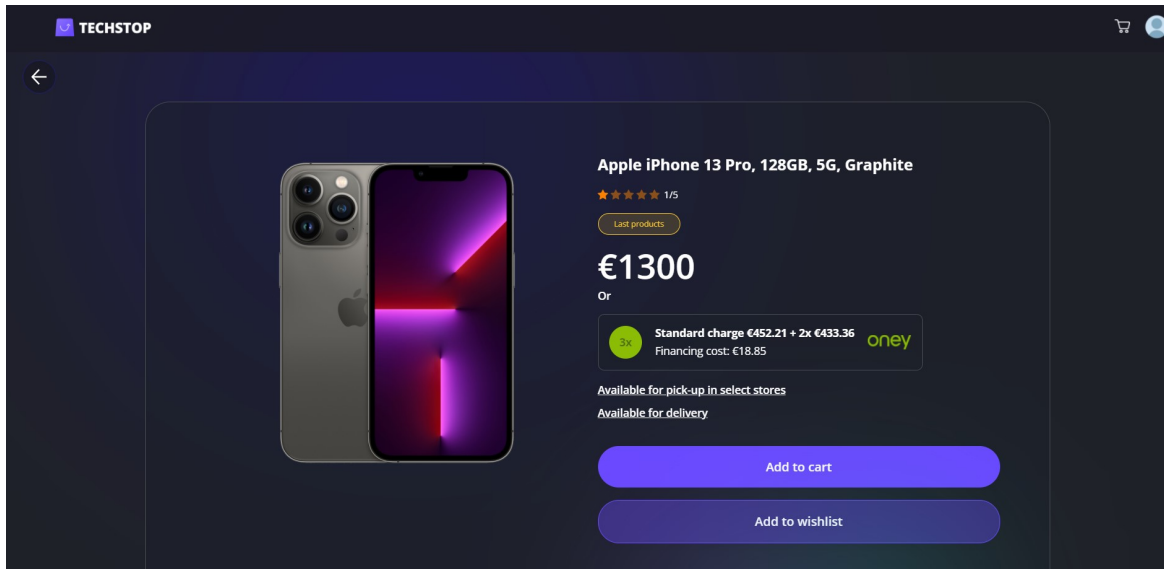 TECHSTOP
Apple iPhone 13 Pro, 128GB, 5G, Graphite
1/5
Last products
€1300
Or
3x
Standard charge €452.21 + 2x €433.36
Financing cost: €18.85
oney
Available for pick-up in select stores
Available for delivery
Add to cart
Add to wishlist